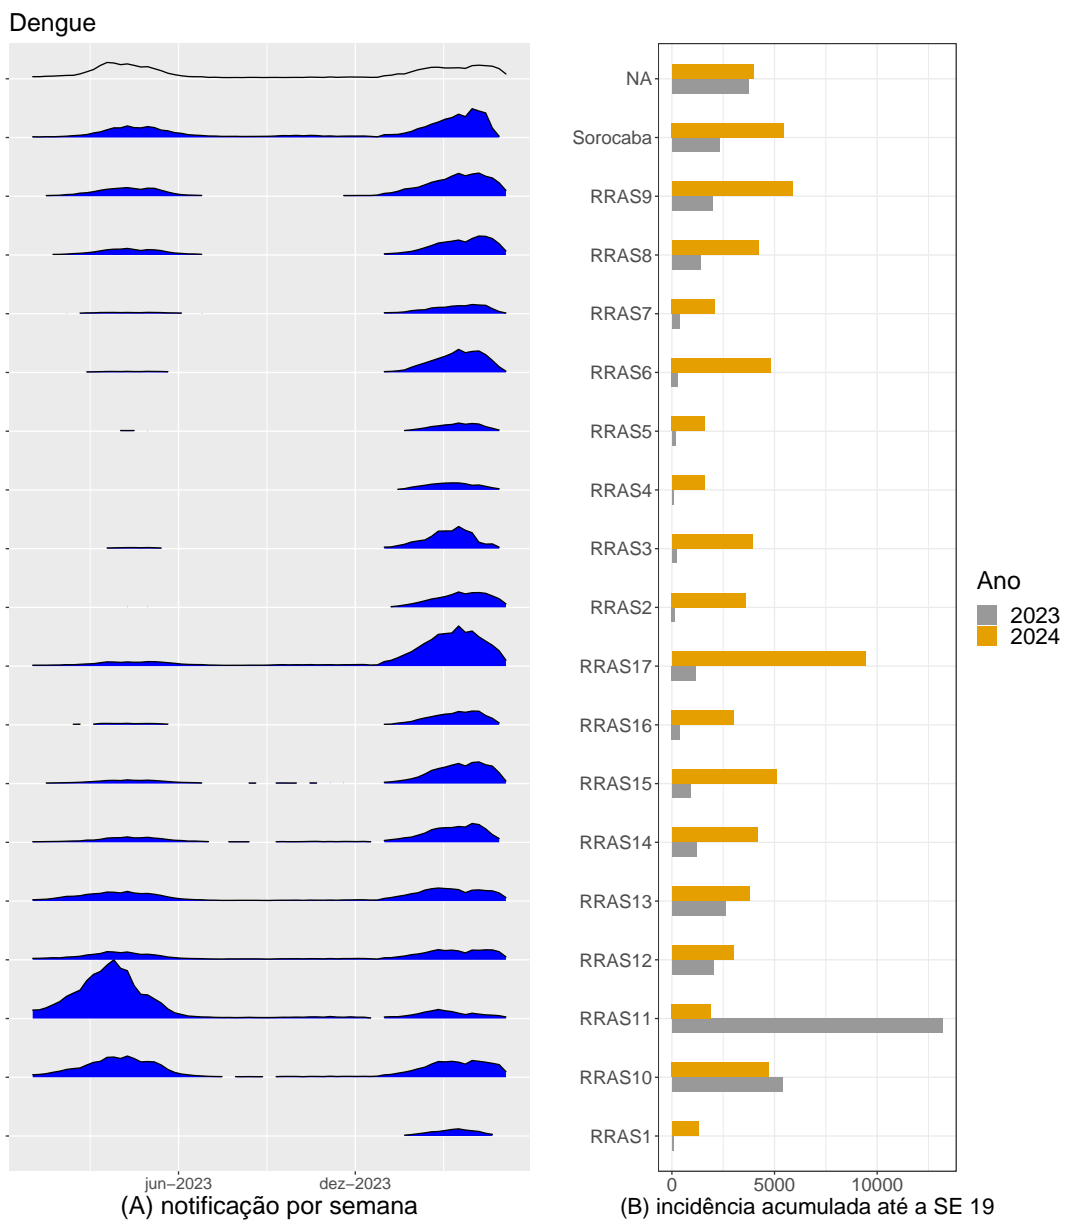 Dengue
NA
Sorocaba
RRAS9
RRAS8
RRAS7
RRAS6
RRAS5
RRAS4
RRAS3
RRAS2
RRAS17
RRAS16
RRAS15
RRAS14
RRAS13
RRAS12
RRAS11
RRAS10
RRAS1
Ano
2023
2024
jun−2023 dez−2023
0 5000 10000
(A) notificação por semana
(B) incidência acumulada até a SE 19